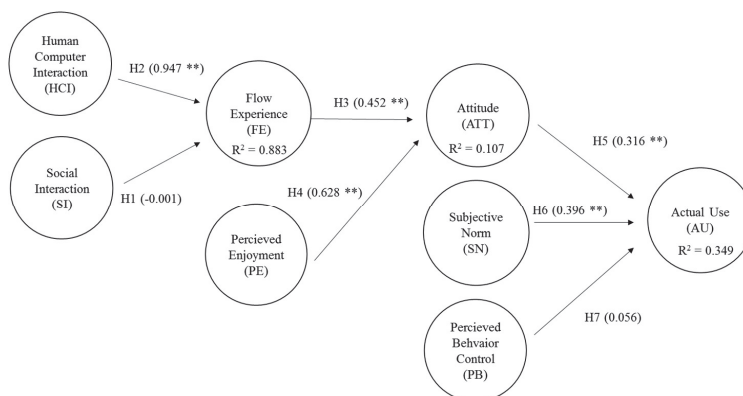 Human
Computer
Interaction
(HCI)
H2 (0.947 **)
Social
Interaction
(SI)
H1 (-0.001)
Flow
Experience
(FE)
R² = 0.883
H3 (0.452 **)
Percieved
Enjoyment
(PE)
H4 (0.628 **)
Attitude
(ATT)
R² = 0.107
H5 (0.316 **)
Subjective
Norm
(SN)
H6 (0.396 **)
Percieved
Behvaior
Control
(PB)
H7 (0.056)
Actual Use
(AU)
R² = 0.349